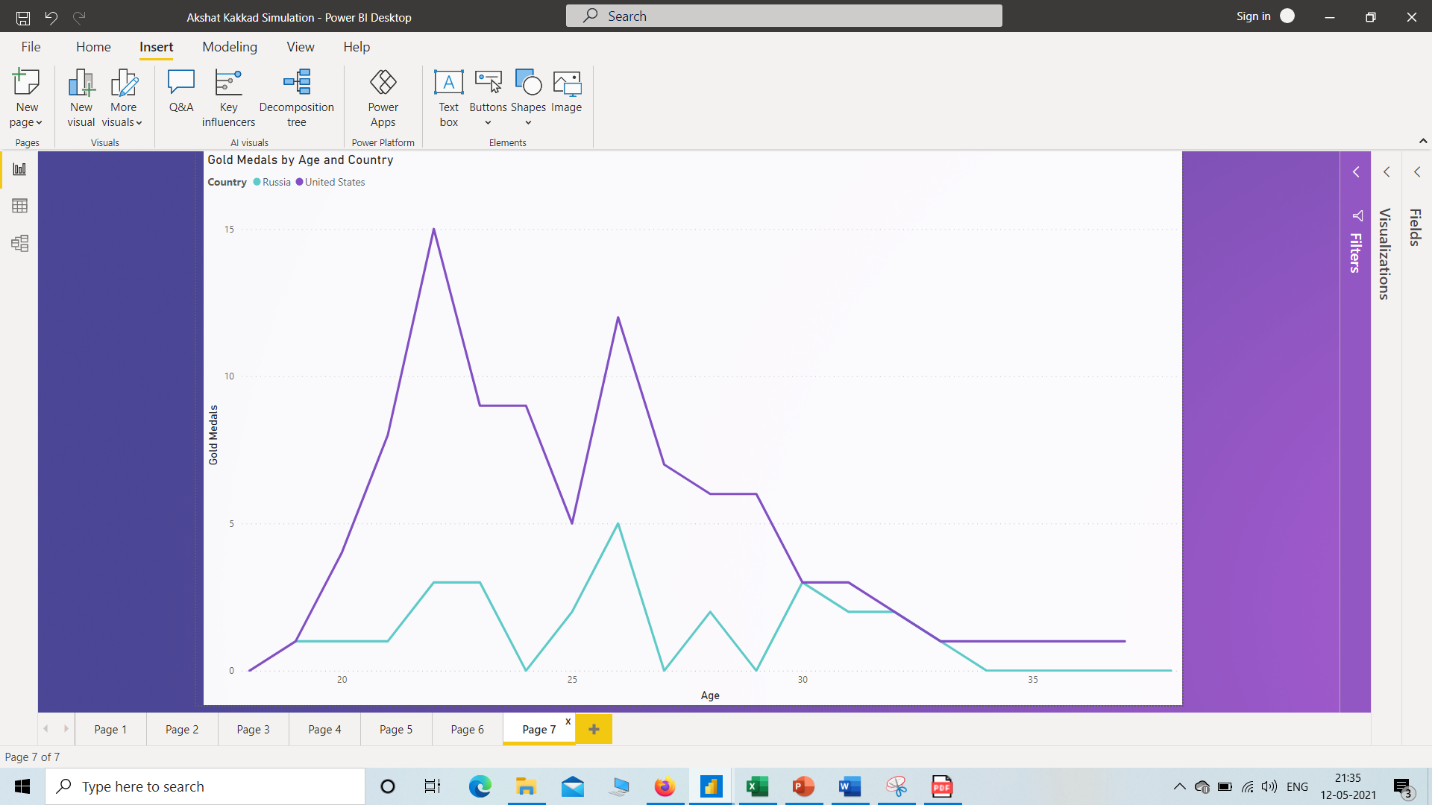 Akshat Kakkad Simulation - Power BI Desktop
Search
Sign in
File Home Insert Modeling View Help
New page
New visual
More visuals
Q&A
Key influencers
Decomposition tree
Power Apps
Text box
Buttons
Shapes
Image
Pages
Visuals
AI visuals
Power Platform
Elements
Gold Medals by Age and Country
Country Russia United States
15
10
5
0
Gold Medals
20 25 30 35
Age
Filters
Visualizations
Fields
Page 1 Page 2 Page 3 Page 4 Page 5 Page 6 Page 7 x +
Page 7 of 7
Type here to search
PDF
ENG
21:35
12-05-2021
3